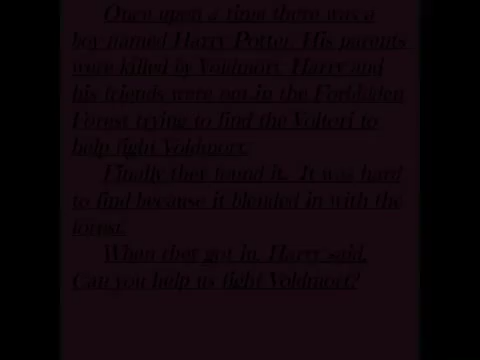 Once upon a time there was a
boy named Harry Potter. His parents
were killed by Voldmort. Harry and
his friends were out in the Forbidden
Forest trying to find the Voltori to
help fight Voldmort.
Finally they found it. It was hard
to find because it blended in with the
forest.
When they got in, Harry said,
Can you help us fight Voldmort?